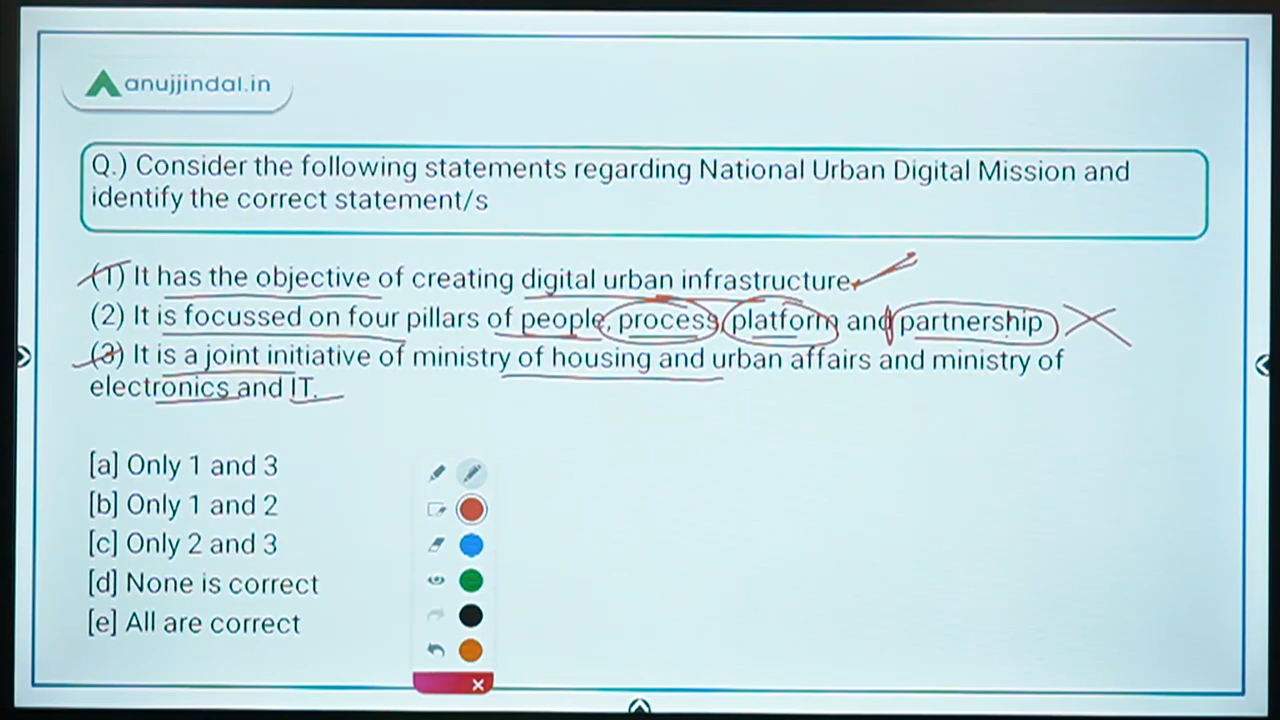 anujjindal.in
Q.) Consider the following statements regarding National Urban Digital Mission and
identify the correct statement/s
(1) It has the objective of creating digital urban infrastructure.
(2) It is focussed on four pillars of people, process, platform and partnership
(3) It is a joint initiative of ministry of housing and urban affairs and ministry of
electronics and IT.
[a] Only 1 and 3
[b] Only 1 and 2
[c] Only 2 and 3
[d] None is correct
[e] All are correct